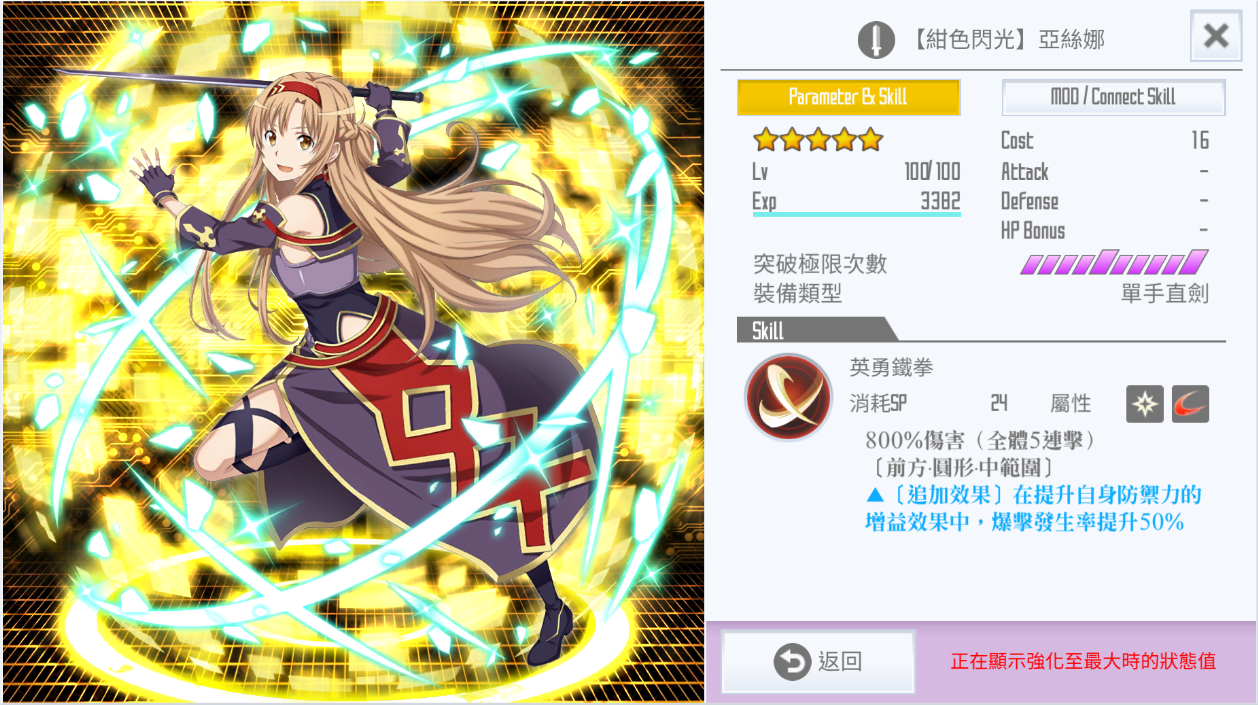 【紺色閃光】亞絲娜
Parameter & Skill
MOD / Connect Skill
Lv 100/100
Exp 3382
Cost 16
Attack -
Defense -
HP Bonus -
突破極限次數
裝備類型 單手直劍
Skill
英勇鐵拳
消耗SP 24 屬性
800%傷害（全體5連擊）
〔前方·圓形·中範圍〕
▲〔追加效果〕在提升自身防禦力的
增益效果中，爆擊發生率提升50%
返回
正在顯示強化至最大時的狀態值